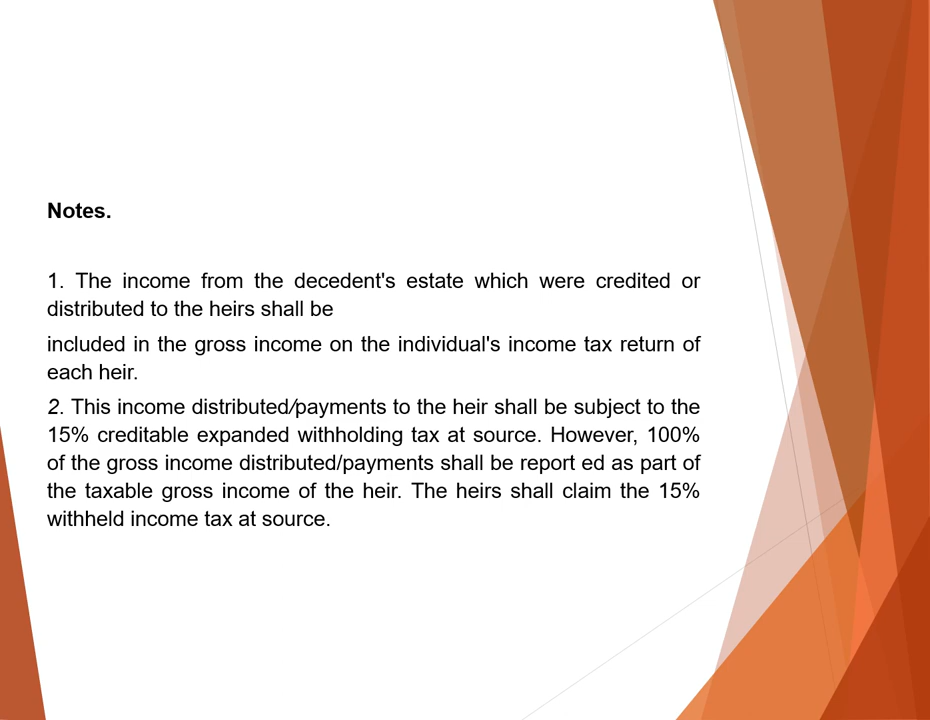 Notes.
1. The income from the decedent's estate which were credited or
distributed to the heirs shall be
included in the gross income on the individual's income tax return of
each heir.
2. This income distributed/payments to the heir shall be subject to the
15% creditable expanded withholding tax at source. However, 100%
of the gross income distributed/payments shall be report ed as part of
the taxable gross income of the heir. The heirs shall claim the 15%
withheld income tax at source.